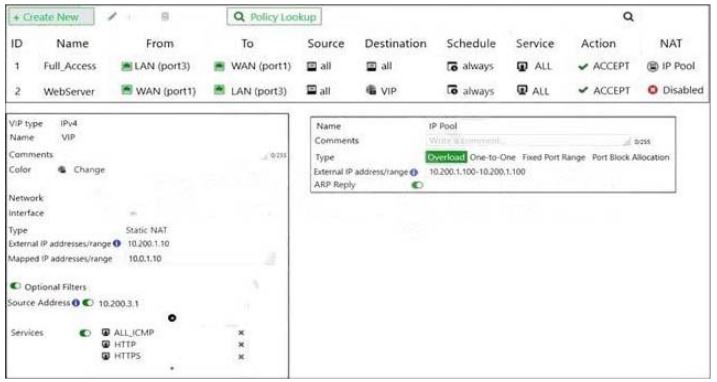 + Create New Policy Lookup
ID Name From To Source Destination Schedule Service Action NAT
1 Full_Access LAN (port3) WAN (port1) all all always ALL ACCEPT IP Pool
2 WebServer WAN (port1) LAN (port3) all VIP always ALL ACCEPT Disabled
VIP type IPv4
Name VIP
Comments 0/255
Color Change
Network
Interface
Type Static NAT
External IP addresses/range 10.200.1.10
Mapped IP addresses/range 10.0.1.10
Optional Filters
Source Address 10.200.3.1
Services ALL_ICMP
HTTP
HTTPS
Name IP Pool
Comments Write a comment... 0/255
Type Overload One-to-One Fixed Port Range Port Block Allocation
External IP address/range 10.200.1.100-10.200.1.100
ARP Reply